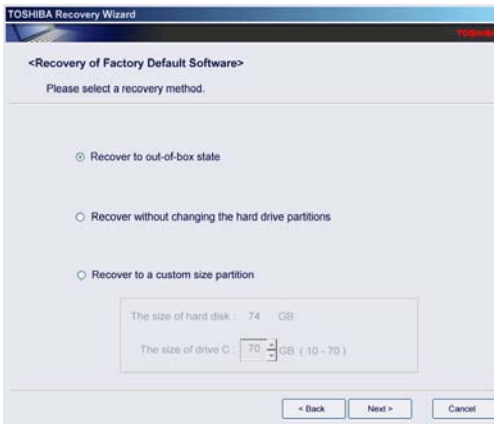 TOSHIBA Recovery Wizard
TOSHIBA
<Recovery of Factory Default Software>
Please select a recovery method.
Recover to out-of-box state
Recover without changing the hard drive partitions
Recover to a custom size partition
The size of hard disk : 74 GB
The size of drive C : 70 GB ( 10 - 70 )
< Back Next > Cancel